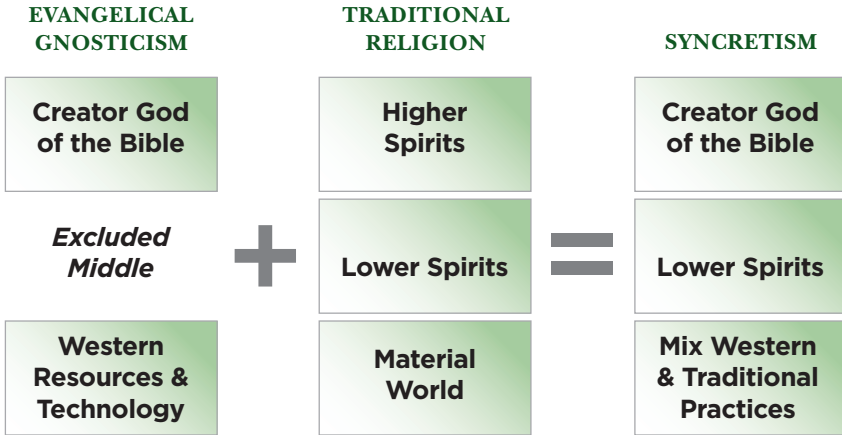 EVANGELICAL
GNOSTICISM
TRADITIONAL
RELIGION
SYNCRETISM
Creator God
of the Bible
Higher
Spirits
Creator God
of the Bible
Excluded
Middle
+
Lower Spirits
=
Lower Spirits
Western
Resources &
Technology
Material
World
Mix Western
& Traditional
Practices